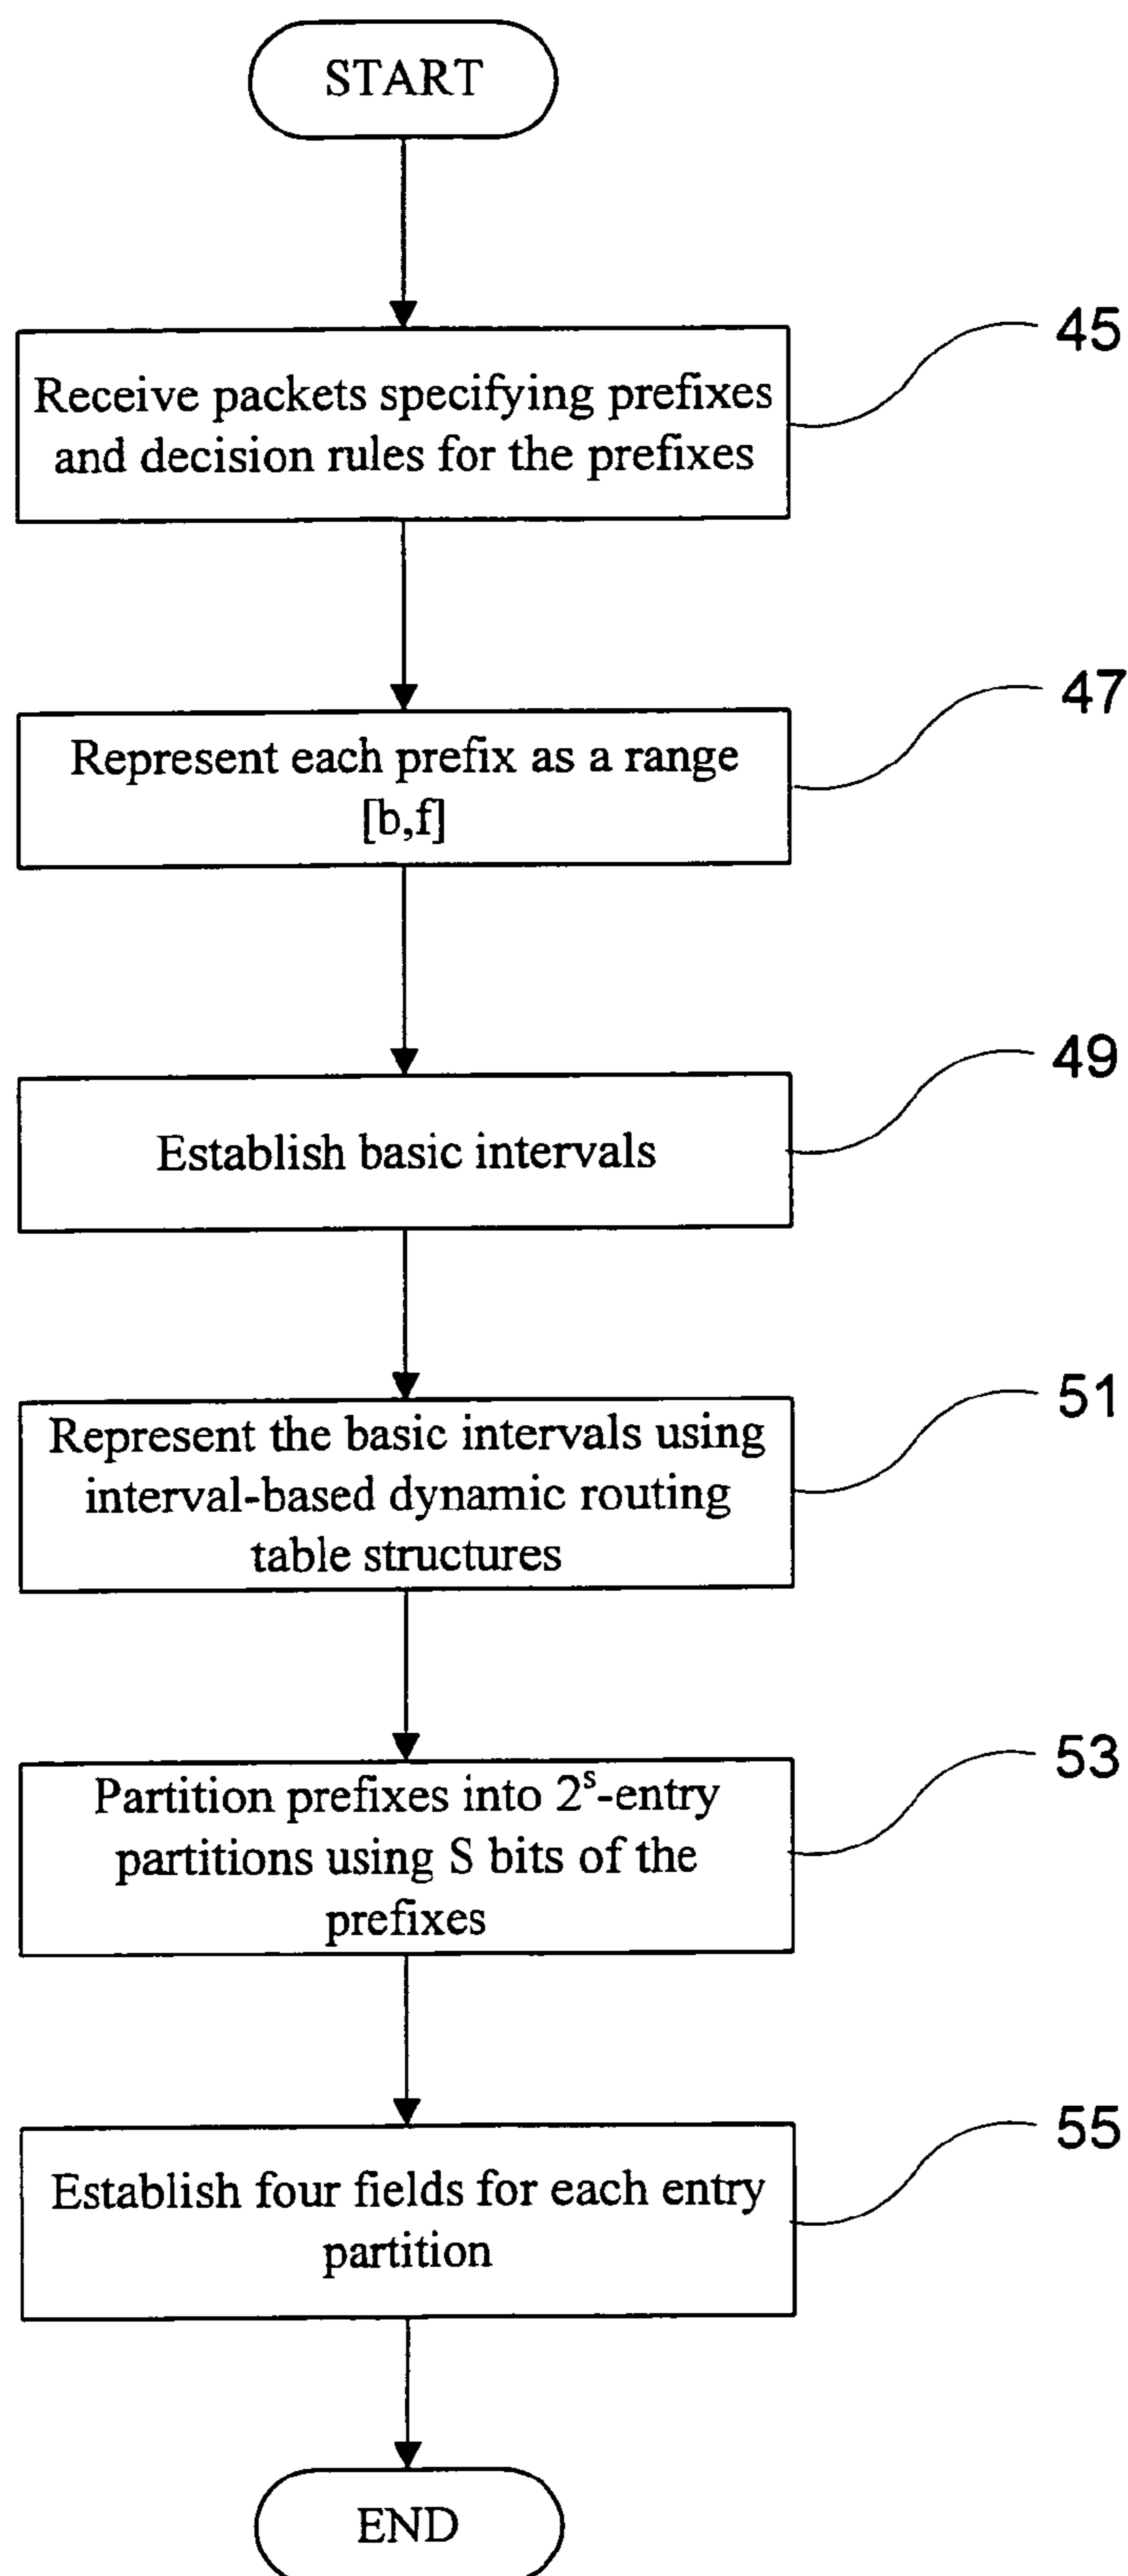 START
45
Receive packets specifying prefixes
and decision rules for the prefixes
47
Represent each prefix as a range
[b,f]
49
Establish basic intervals
51
Represent the basic intervals using
interval-based dynamic routing
table structures
53
Partition prefixes into 2ˢ-entry
partitions using S bits of the
prefixes
55
Establish four fields for each entry
partition
END